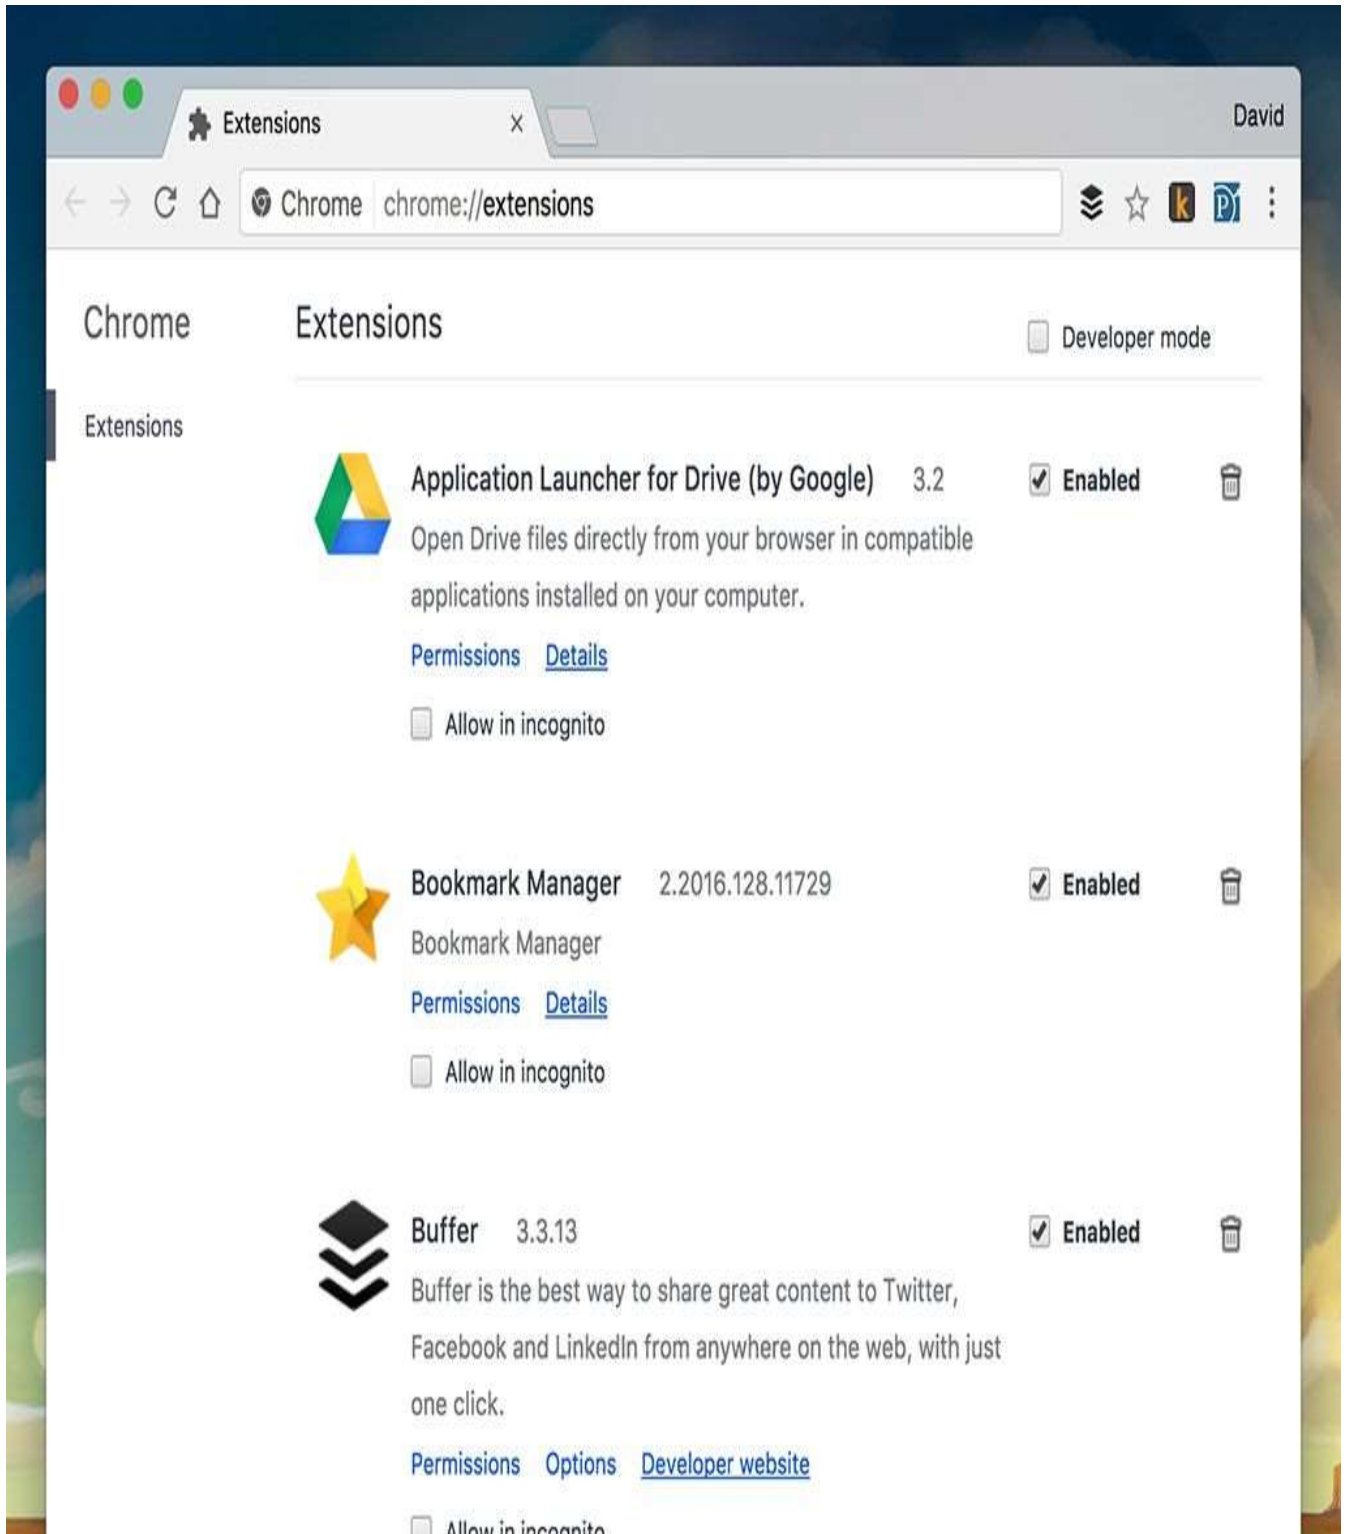 Extensions
David
Chrome chrome://extensions
k
P
Chrome
Extensions
Developer mode
Extensions
Application Launcher for Drive (by Google) 3.2
Enabled
Open Drive files directly from your browser in compatible
applications installed on your computer.
Permissions Details
Allow in incognito
Bookmark Manager 2.2016.128.11729
Enabled
Bookmark Manager
Permissions Details
Allow in incognito
Buffer 3.3.13
Enabled
Buffer is the best way to share great content to Twitter,
Facebook and LinkedIn from anywhere on the web, with just
one click.
Permissions Options Developer website
Allow in incognito